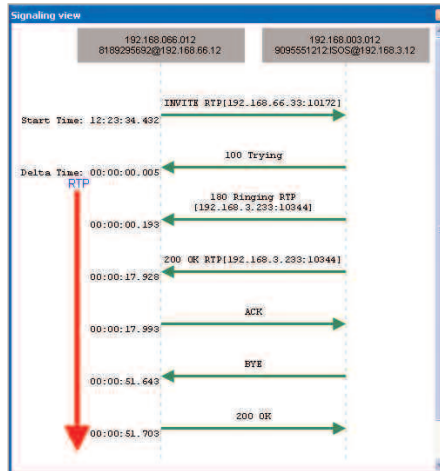 Signaling view
192.168.066.012
8189295692@192.168.66.12
192.168.003.012
9095551212:ISOS@192.168.3.12
INVITE RTP[192.168.66.33:10172]
Start Time: 12:23:34.432
100 Trying
Delta Time: 00:00:00.005
RTP
180 Ringing RTP
[192.168.3.233:10344]
00:00:00.193
200 OK RTP[192.168.3.233:10344]
00:00:17.928
ACK
00:00:17.993
BYE
00:00:51.643
200 OK
00:00:51.703